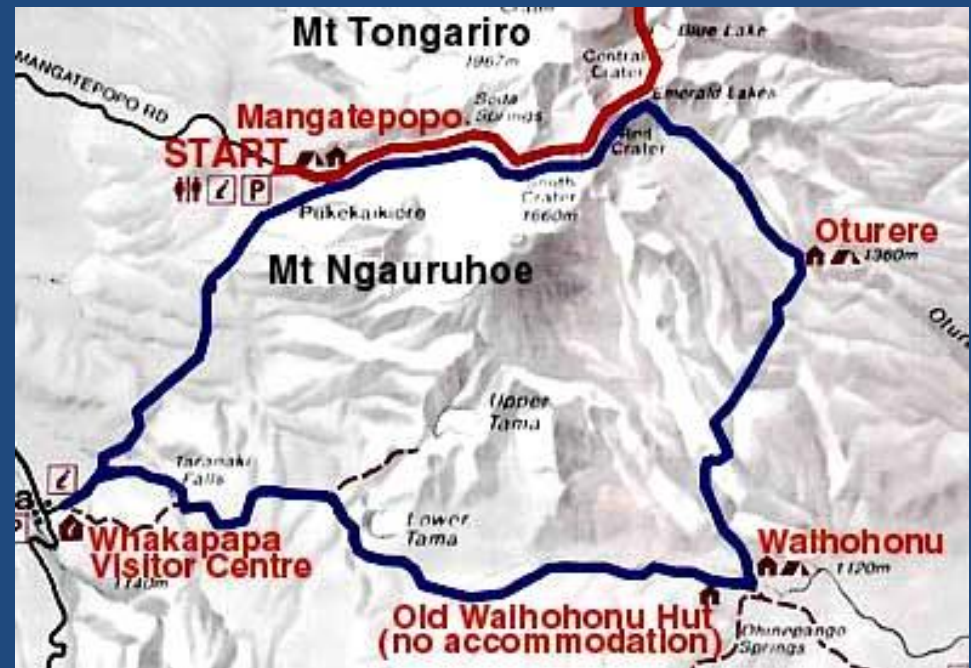 Mt Tongariro
1967m
Blue Lake
Central
Crater
MANGATEPOPO RD
Emerald Lakes
Mangatepopo
Soda
Springs
START
Red
Crater
i P
South
Crater
1660m
Pukekaikiore
Oturere
1360m
Mt Ngauruhoe
Upper
Tama
Taranaki
Falls
i
Lower
Tama
Whakapapa
Visitor Centre
1140m
Waihohonu
1120m
Old Waihohonu Hut
(no accommodation)
Ohinepango
Springs